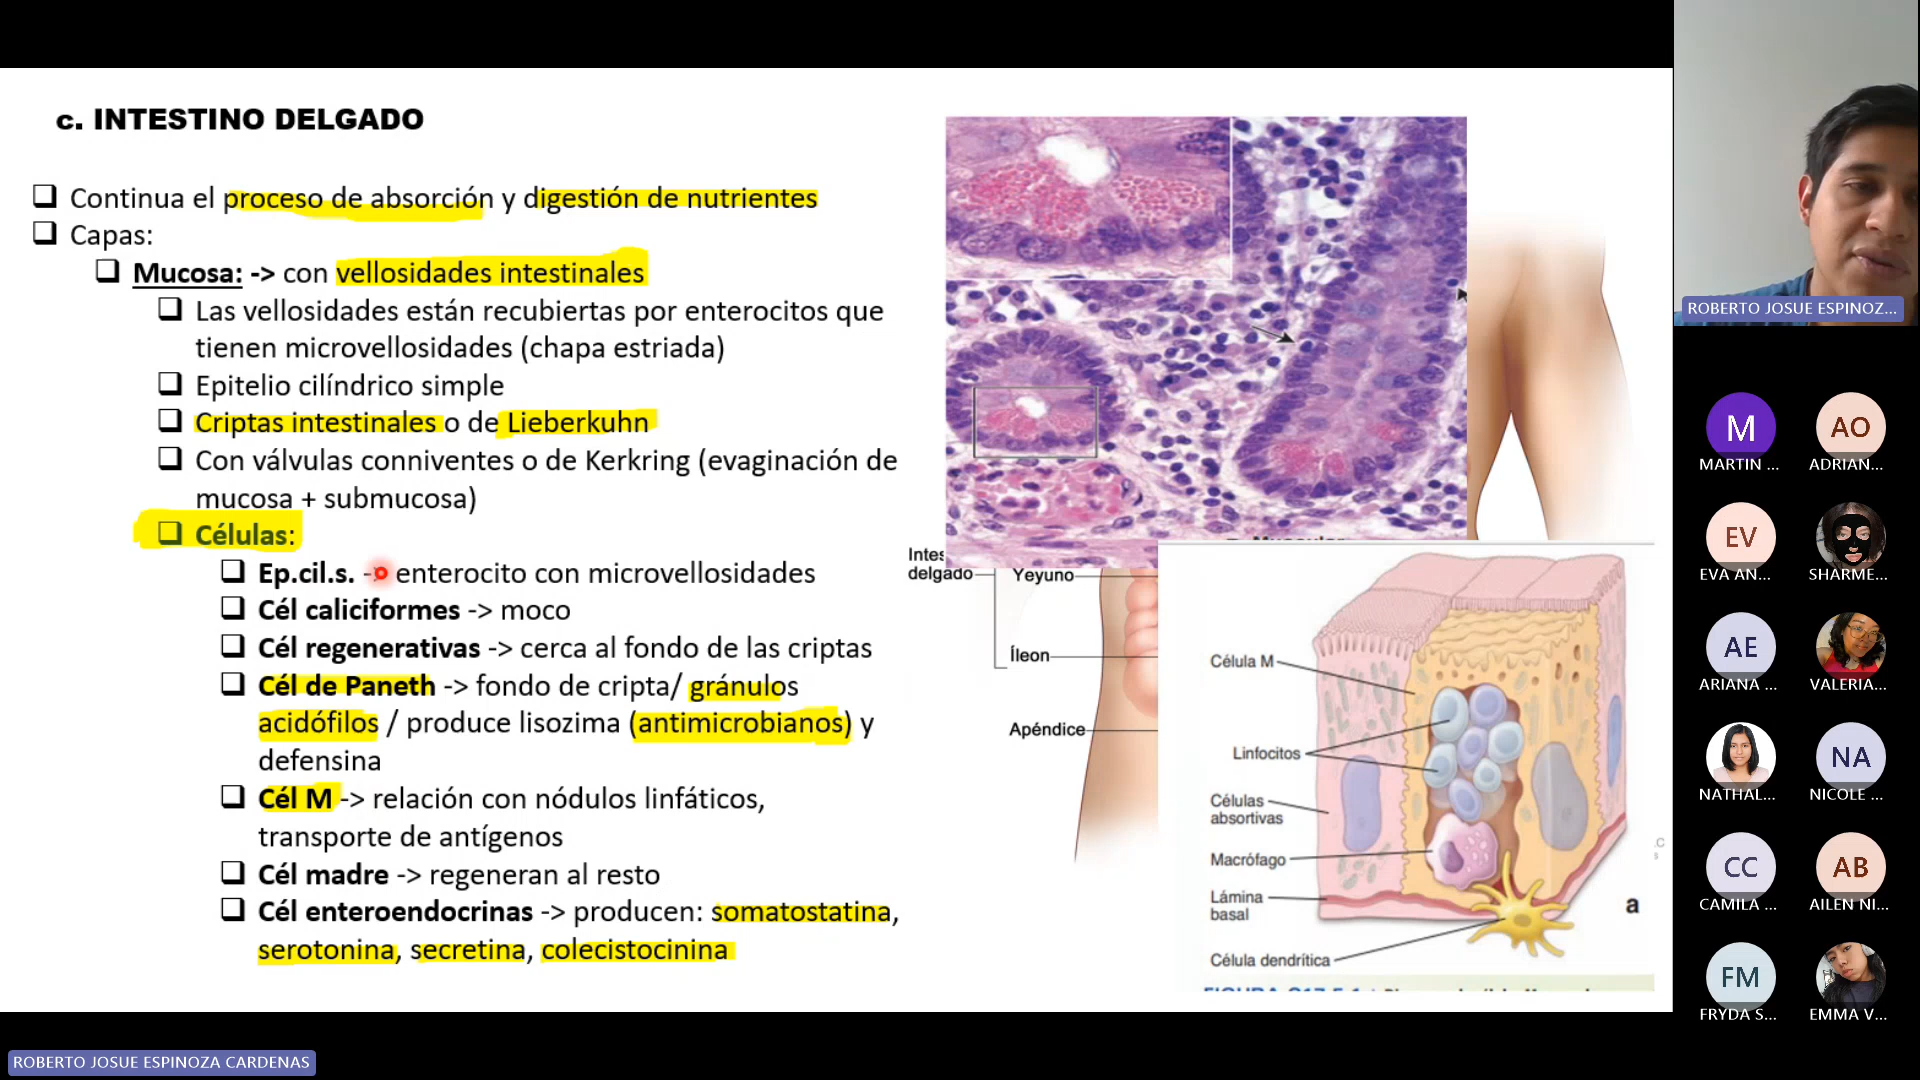 c. INTESTINO DELGADO
Continua el proceso de absorción y digestión de nutrientes
Capas:
Mucosa: -> con vellosidades intestinales
Las vellosidades están recubiertas por enterocitos que
tienen microvellosidades (chapa estriada)
Epitelio cilíndrico simple
Criptas intestinales o de Lieberkuhn
Con válvulas conniventes o de Kerkring (evaginación de
mucosa + submucosa)
Células:
Ep.cil.s. -> enterocito con microvellosidades
Cél caliciformes -> moco
Cél regenerativas -> cerca al fondo de las criptas
Cél de Paneth -> fondo de cripta/ gránulos
acidófilos / produce lisozima (antimicrobianos) y
defensina
Cél M -> relación con nódulos linfáticos,
transporte de antígenos
Cél madre -> regeneran al resto
Cél enteroendocrinas -> producen: somatostatina,
serotonina, secretina, colecistocinina
delgado
Yeyuno
Íleon
Apéndice
Célula M
Linfocitos
Células
absortivas
Macrófago
Lámina
basal
Célula dendrítica
a
ROBERTO JOSUE ESPINOZ...
M
MARTIN ...
AO
ADRIAN...
EV
EVA AN...
SHARME...
AE
ARIANA ...
VALERIA...
NATHAL...
NA
NICOLE ...
CC
CAMILA ...
AB
AILEN NI...
FM
FRYDA S...
EMMA V...
ROBERTO JOSUE ESPINOZA CARDENAS